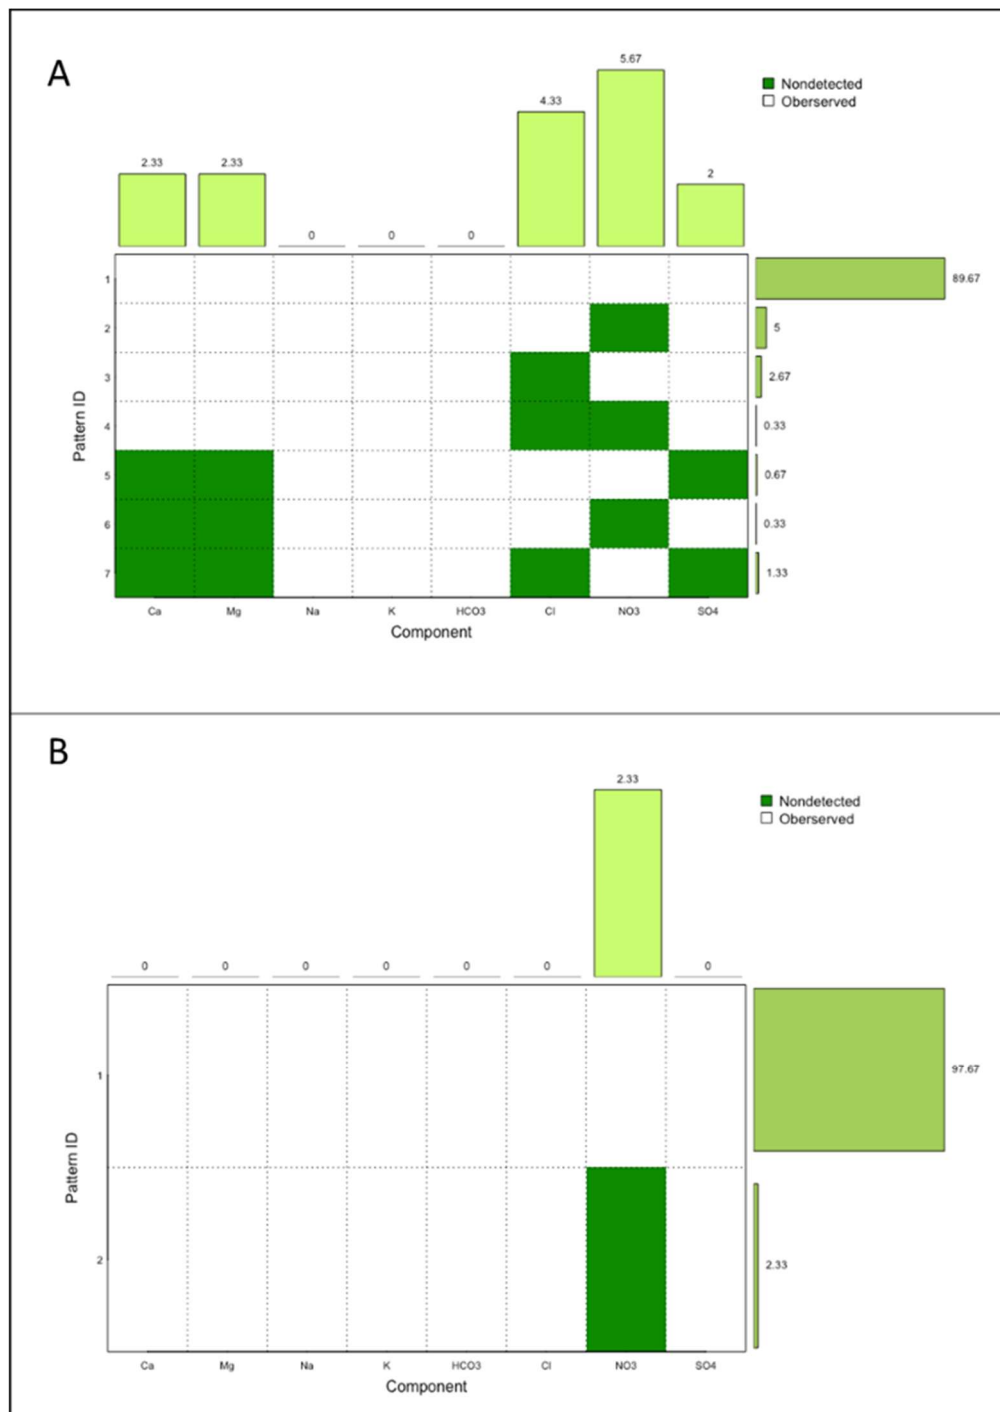 A
5.67
Nondetected
Oberserved
4.33
2.33 2.33
2
0 0 0
1 89.67
2 5
3 2.67
4 0.33
5 0.67
6 0.33
7 1.33
Pattern ID
Ca Mg Na K HCO3 Cl NO3 SO4
Component
B
2.33
Nondetected
Oberserved
0 0 0 0 0 0 0
1 97.67
2 2.33
Pattern ID
Ca Mg Na K HCO3 Cl NO3 SO4
Component